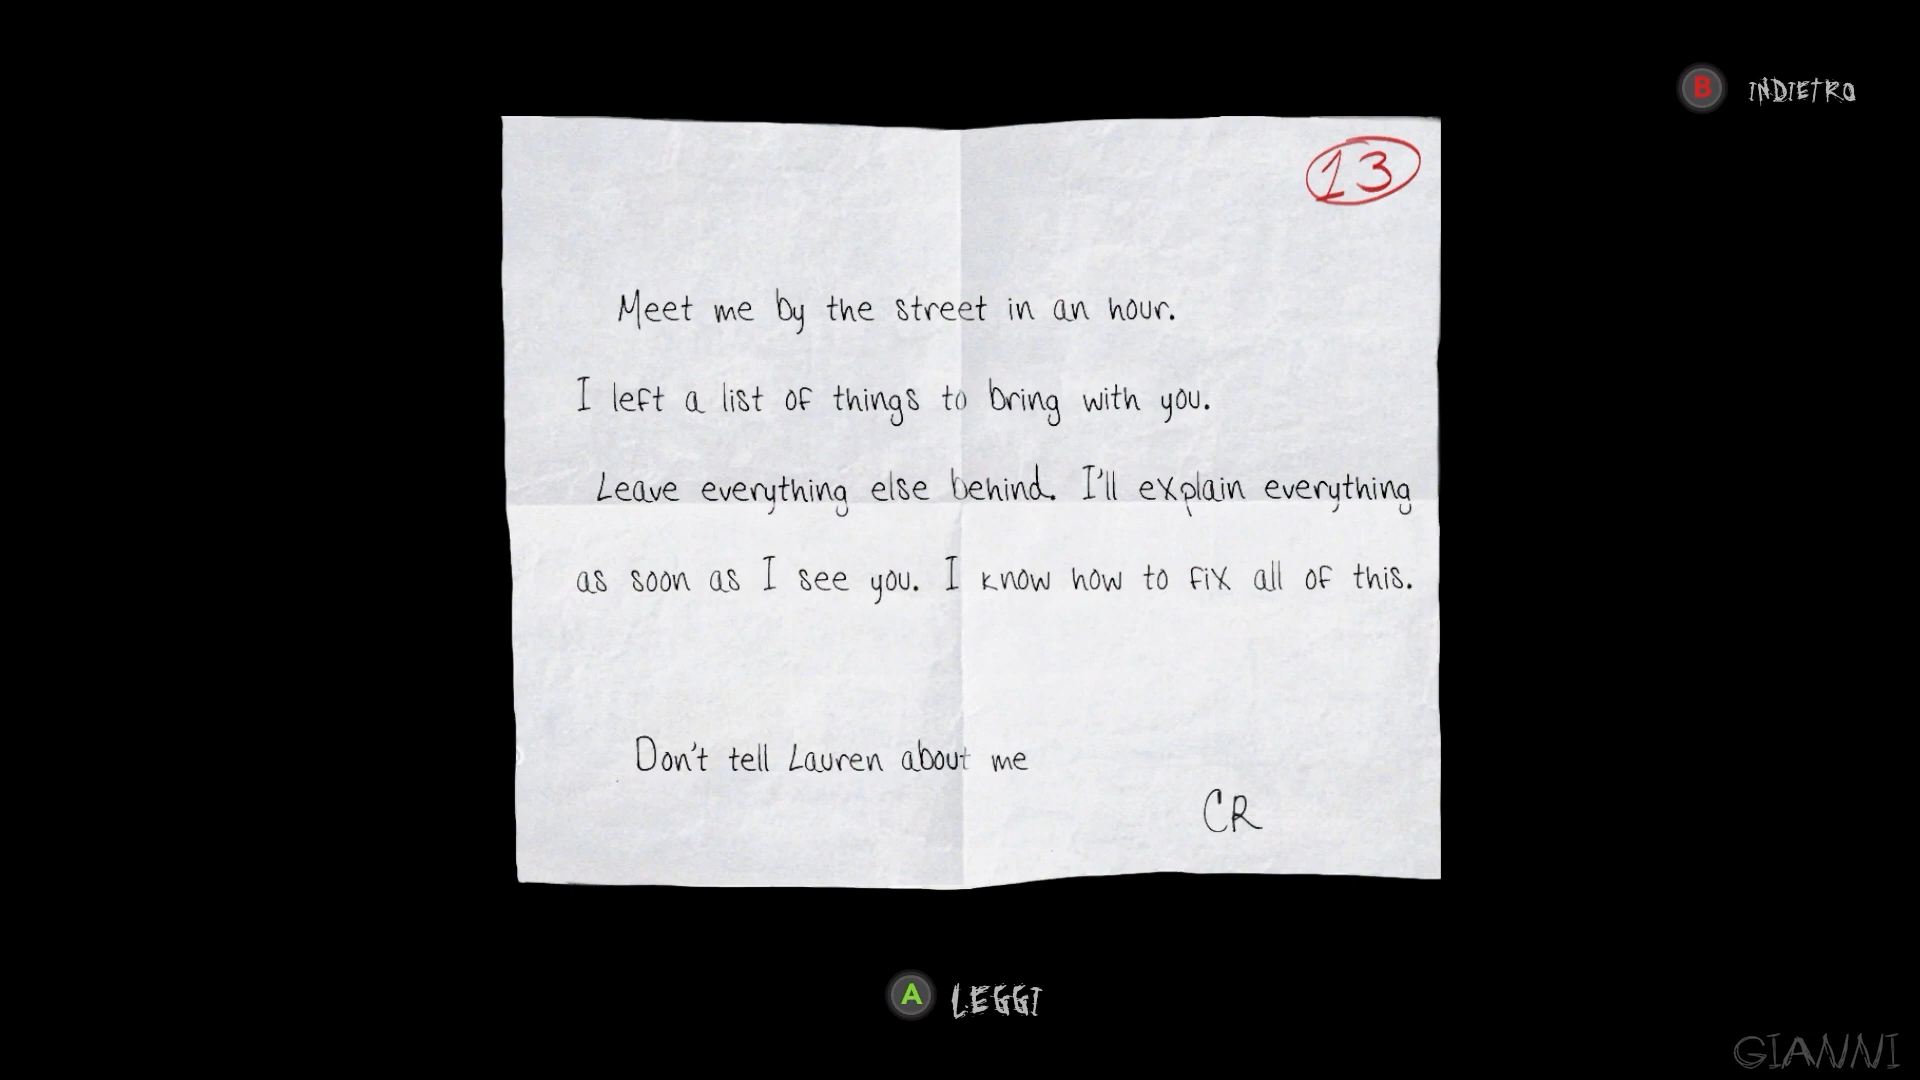 B INDIETRO
13
Meet me by the street in an hour.
I left a list of things to bring with you.
Leave everything else behind. I'll explain everything
as soon as I see you. I know how to fix all of this.
Don't tell Lauren about me
CR
A LEGGI
GIANNI